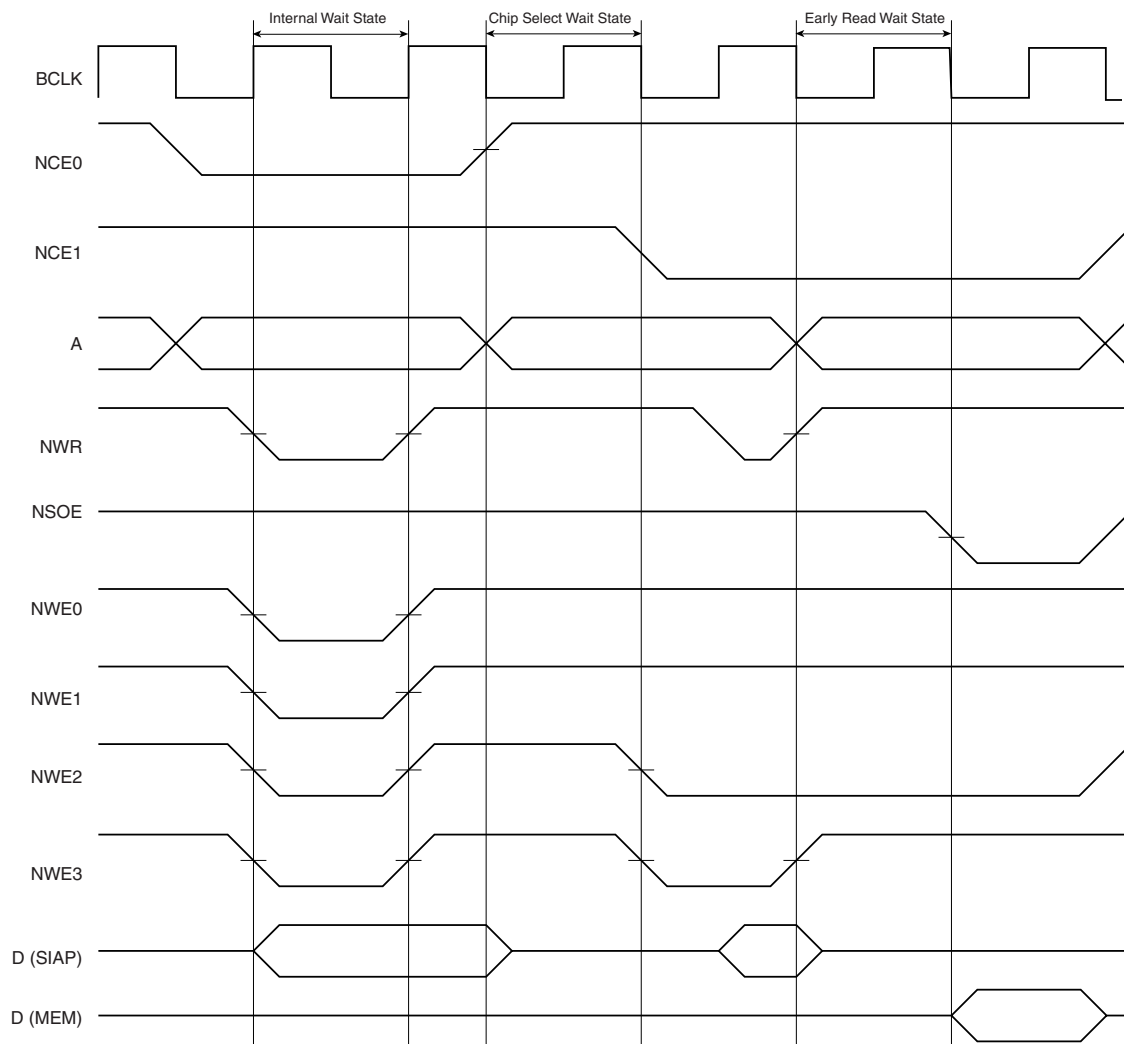 Internal Wait State
Chip Select Wait State
Early Read Wait State
BCLK
NCE0
NCE1
A
NWR
NSOE
NWE0
NWE1
NWE2
NWE3
D (SIAP)
D (MEM)